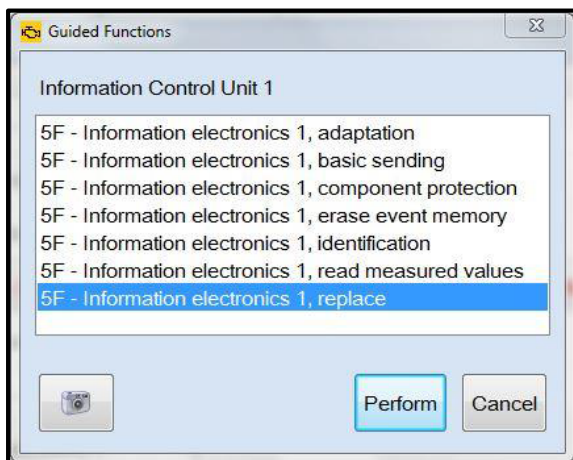 Guided Functions
Information Control Unit 1
5F - Information electronics 1, adaptation
5F - Information electronics 1, basic sending
5F - Information electronics 1, component protection
5F - Information electronics 1, erase event memory
5F - Information electronics 1, identification
5F - Information electronics 1, read measured values
5F - Information electronics 1, replace
Perform
Cancel